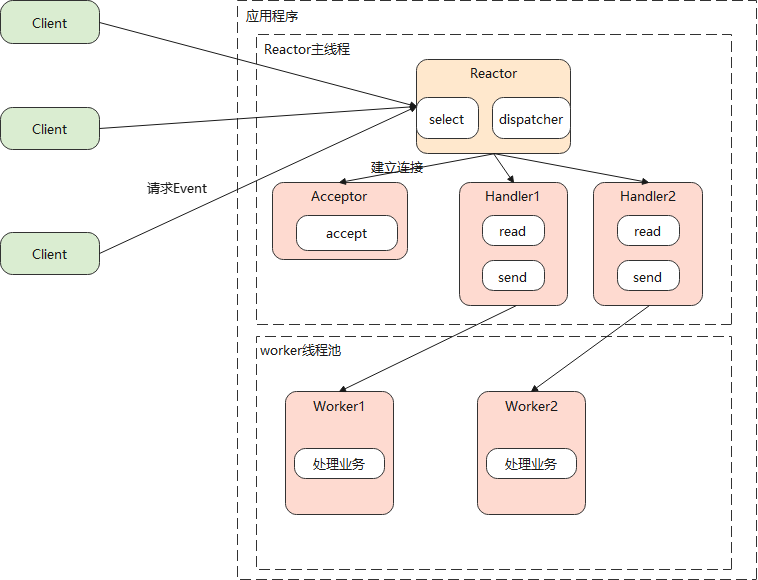 Client
应用程序
Reactor主线程
Reactor
select
dispatcher
Client
建立连接
请求Event
Acceptor
accept
Handler1
read
send
Handler2
read
send
Client
worker线程池
Worker1
处理业务
Worker2
处理业务